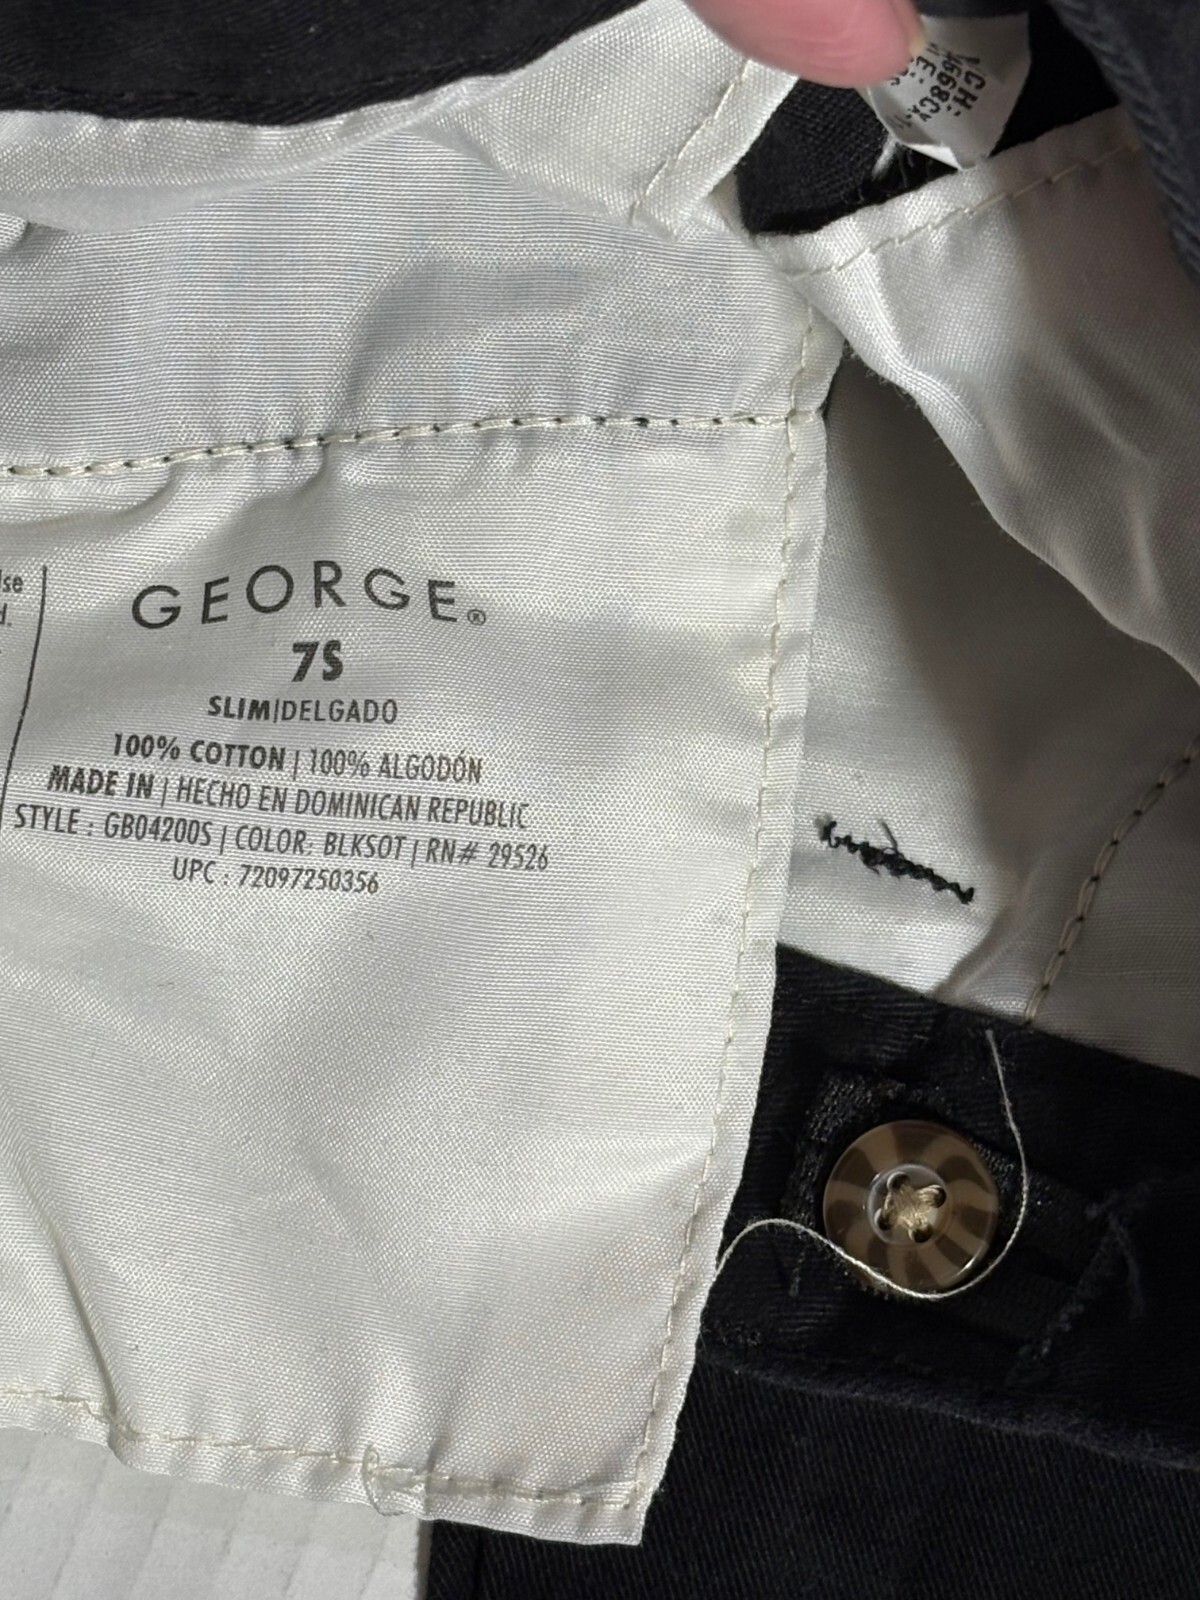 GEORGE®
7S
SLIM|DELGADO
100% COTTON | 100% ALGODÓN
MADE IN | HECHO EN DOMINICAN REPUBLIC
STYLE : GB04200S | COLOR: BLKSOT | RN# 29526
UPC : 72097250356